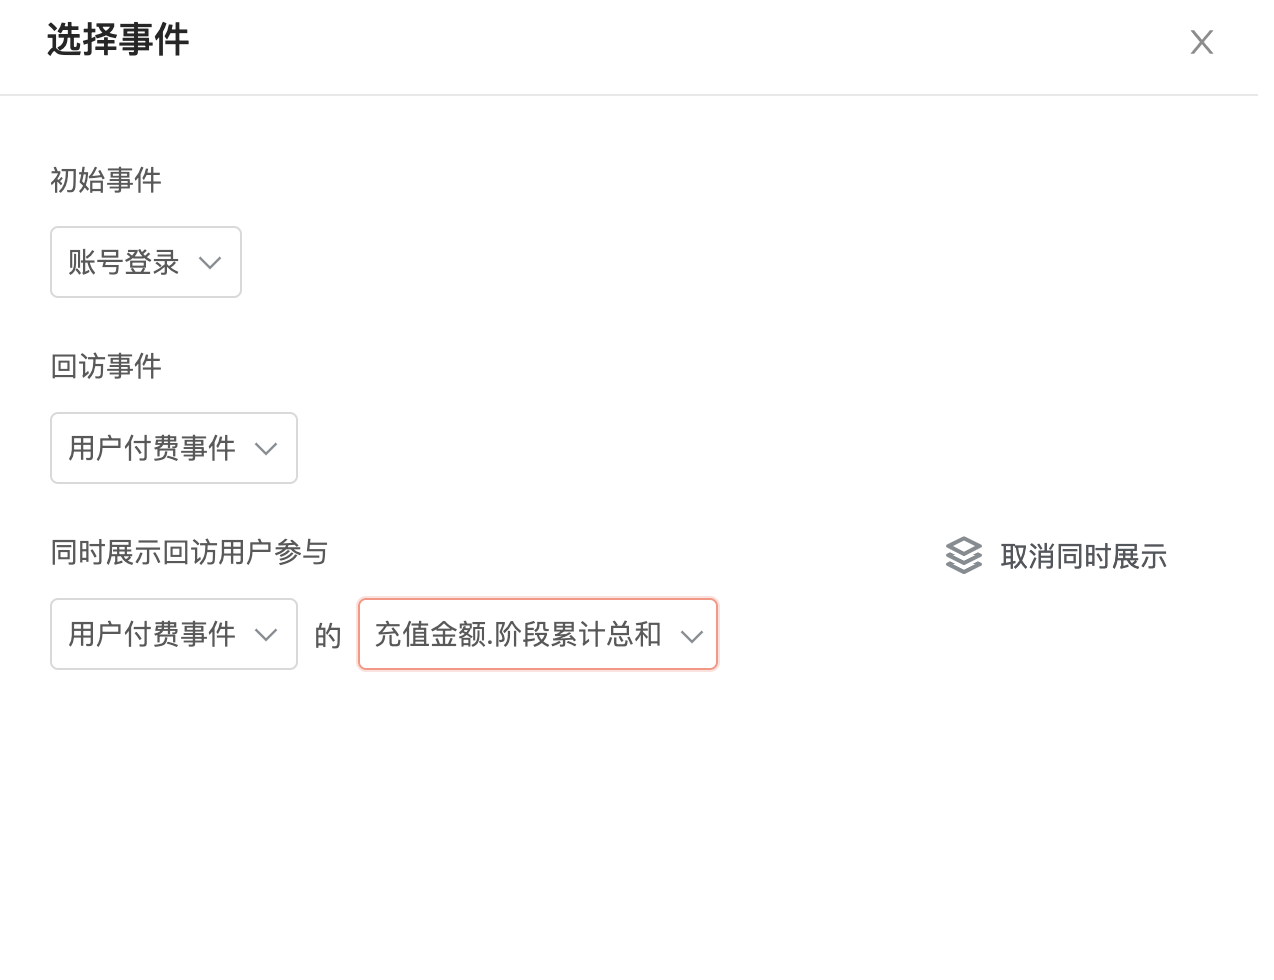 选择事件
初始事件
账号登录
回访事件
用户付费事件
同时展示回访用户参与
取消同时展示
用户付费事件 的 充值金额.阶段累计总和